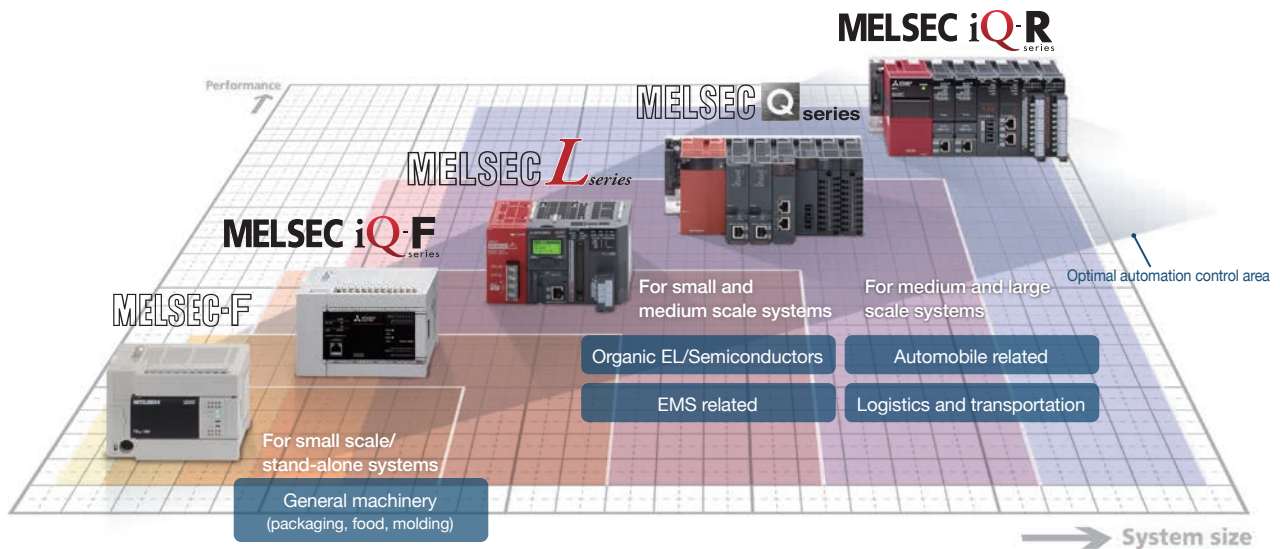 MELSEC iQ-R
series
Performance
MELSEC Q series
MELSEC L series
MELSEC iQ-F
series
Optimal automation control area
For small and
medium scale systems
For medium and large
scale systems
MELSEC-F
Organic EL/Semiconductors
Automobile related
EMS related
Logistics and transportation
MITSUBISHI
For small scale/
stand-alone systems
General machinery
(packaging, food, molding)
System size